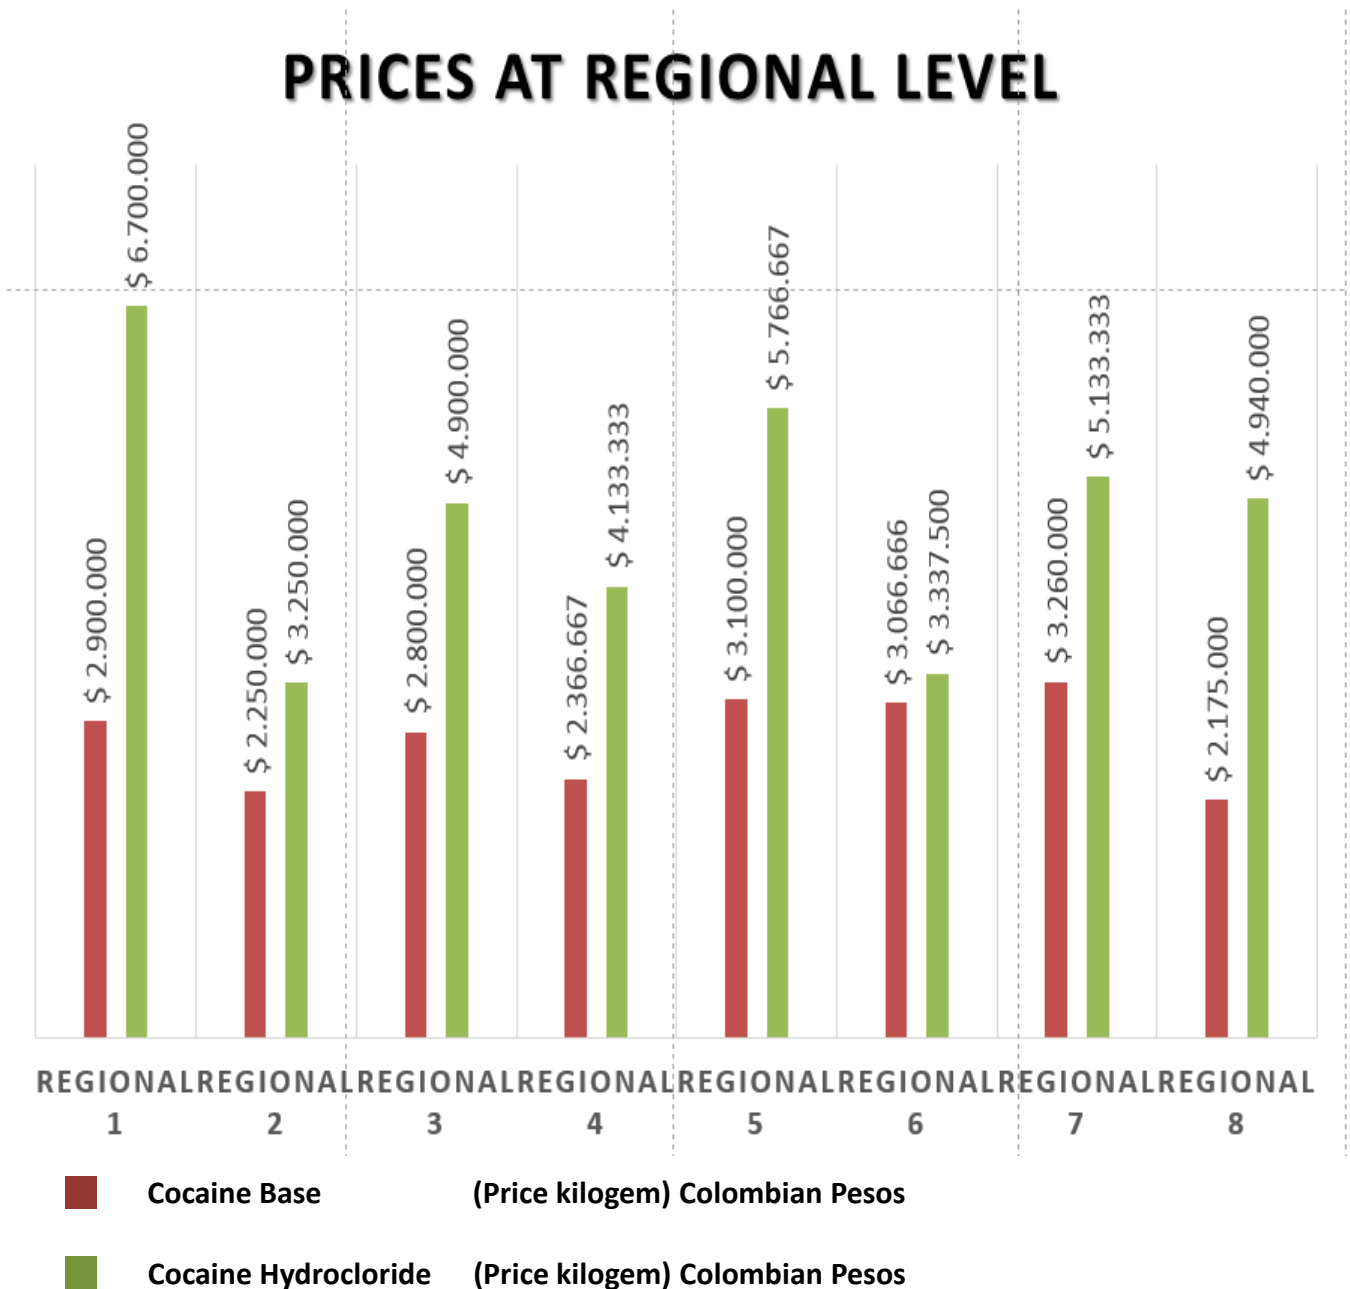 PRICES AT REGIONAL LEVEL
$ 2.900.000
$ 6.700.000
$ 2.250.000
$ 3.250.000
$ 2.800.000
$ 4.900.000
$ 2.366.667
$ 4.133.333
$ 3.100.000
$ 5.766.667
$ 3.066.666
$ 3.337.500
$ 3.260.000
$ 5.133.333
$ 2.175.000
$ 4.940.000
REGIONAL 1
REGIONAL 2
REGIONAL 3
REGIONAL 4
REGIONAL 5
REGIONAL 6
REGIONAL 7
REGIONAL 8
Cocaine Base (Price kilogem) Colombian Pesos
Cocaine Hydrocloride (Price kilogem) Colombian Pesos